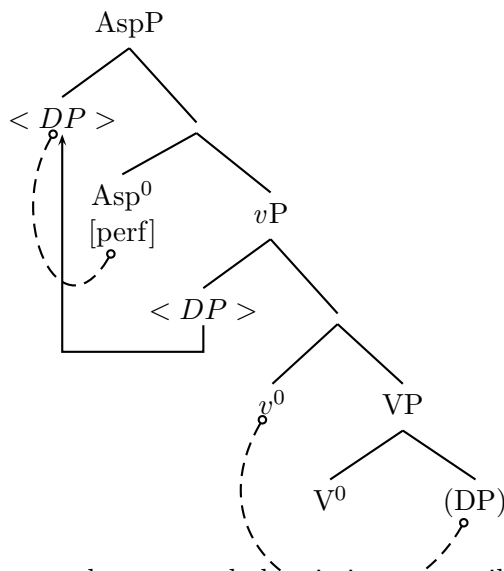 AspP
< DP >
Asp⁰
[perf]
vP
< DP >
v⁰ VP
V⁰ (DP)